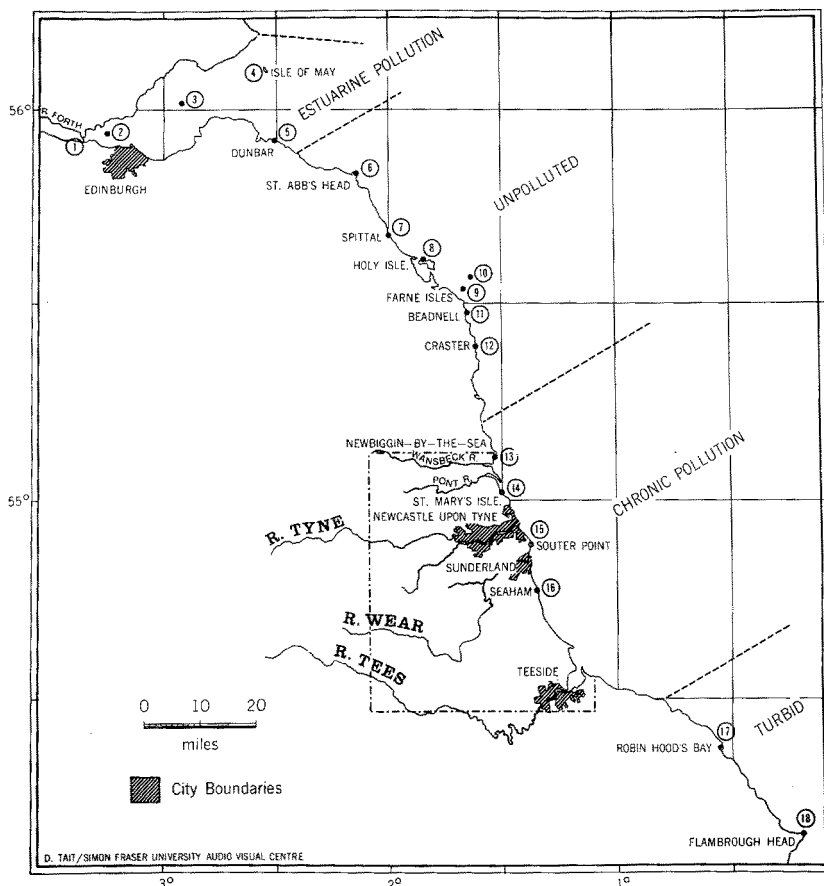 ④ ISLE OF MAY
ESTUARINE POLLUTION
56°
③
R. FORTH
②
①
⑤
DUNBAR
EDINBURGH
⑥
ST. ABB'S HEAD
UNPOLLUTED
⑦
SPITTAL
⑧
HOLY ISLE.
⑩
⑨
FARNE ISLES
BEADNELL ⑪
CRASTER ⑫
NEWBIGGIN-BY-THE-SEA
⑬
WANSBECK R.
PONT R.
⑭
55°
ST. MARY'S ISLE.
CHRONIC POLLUTION
NEWCASTLE UPON TYNE
R. TYNE
⑮
SOUTER POINT
SUNDERLAND
SEAHAM ⑯
R. WEAR
R. TEES
TEESIDE
0 10 20
miles
TURBID
⑰
ROBIN HOOD'S BAY
City Boundaries
⑱
FLAMBROUGH HEAD
D. TAIT/SIMON FRASER UNIVERSITY AUDIO VISUAL CENTRE
3° 2° 1°